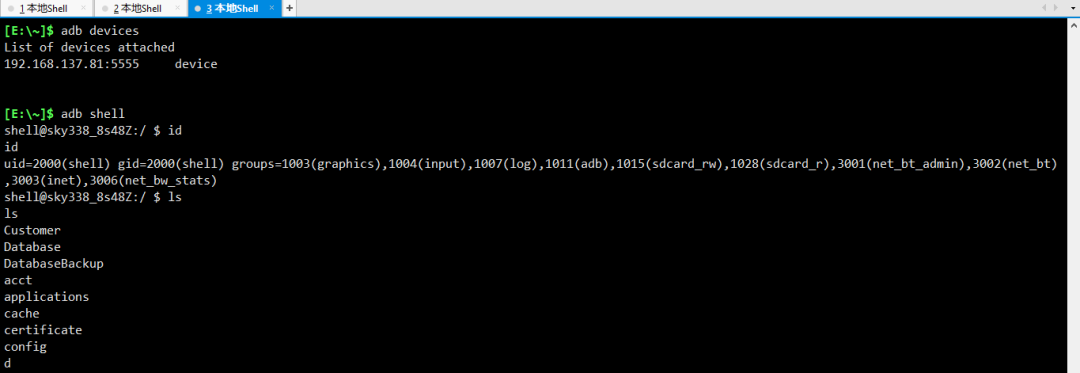 1 本地Shell × 2 本地Shell × 3 本地Shell × +
[E:\~]$ adb devices
List of devices attached
192.168.137.81:5555 device
[E:\~]$ adb shell
shell@sky338_8s48Z:/ $ id
id
uid=2000(shell) gid=2000(shell) groups=1003(graphics),1004(input),1007(log),1011(adb),1015(sdcard_rw),1028(sdcard_r),3001(net_bt_admin),3002(net_bt)
,3003(inet),3006(net_bw_stats)
shell@sky338_8s48Z:/ $ ls
ls
Customer
Database
DatabaseBackup
acct
applications
cache
certificate
config
d